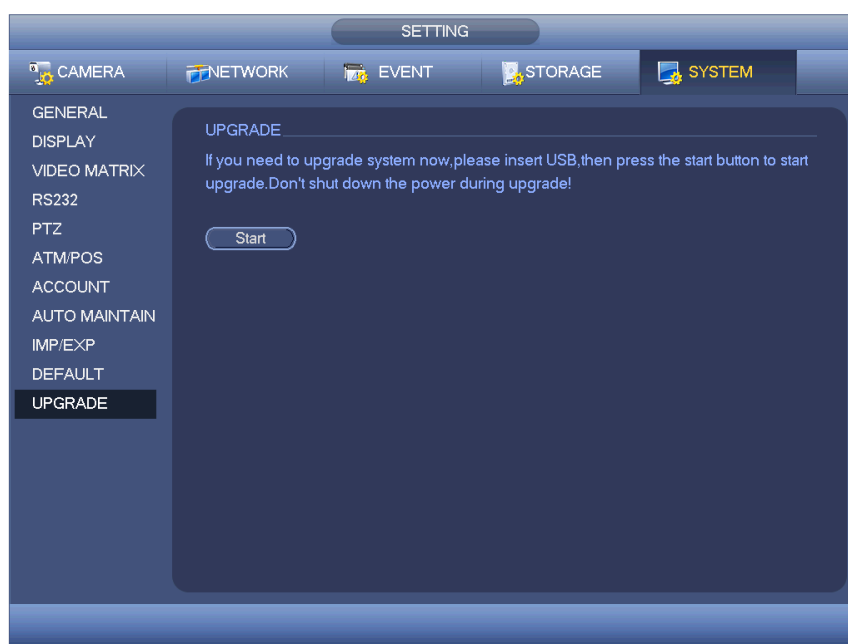 SETTING
CAMERA
NETWORK
EVENT
STORAGE
SYSTEM
GENERAL
DISPLAY
VIDEO MATRIX
RS232
PTZ
ATM/POS
ACCOUNT
AUTO MAINTAIN
IMP/EXP
DEFAULT
UPGRADE
UPGRADE
If you need to upgrade system now,please insert USB,then press the start button to start
upgrade.Don't shut down the power during upgrade!
Start